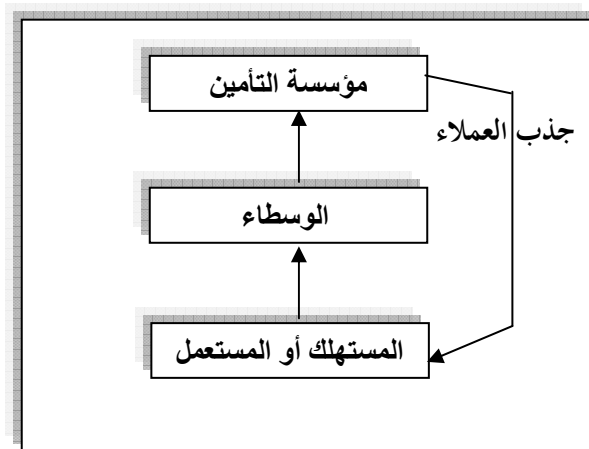 مؤسسة التأمين
جذب العملاء
الوسطاء
المستهلك أو المستعمل